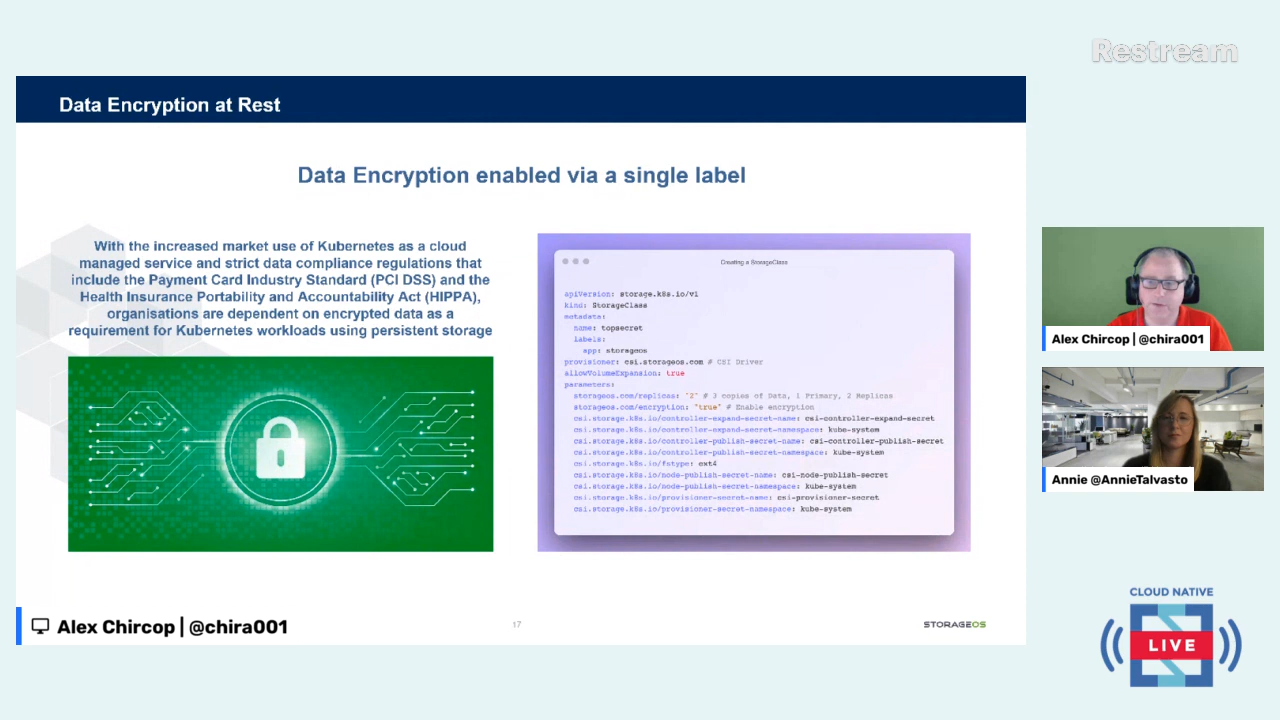 Restream
Data Encryption at Rest
Data Encryption enabled via a single label
With the increased market use of Kubernetes as a cloud
managed service and strict data compliance regulations that
include the Payment Card Industry Standard (PCI DSS) and the
Health Insurance Portability and Accountability Act (HIPPA),
organisations are dependent on encrypted data as a
requirement for Kubernetes workloads using persistent storage
Creating a StorageClass
apiVersion: storage.k8s.io/v1
kind: StorageClass
metadata:
name: topsecret
labels:
app: storageos
provisioner: csi.storageos.com # CSI Driver
allowVolumeExpansion: true
parameters:
storageos.com/replicas: "2" # 3 copies of Data, 1 Primary, 2 Replicas
storageos.com/encryption: "true" # Enable encryption
csi.storage.k8s.io/controller-expand-secret-name: csi-controller-expand-secret
csi.storage.k8s.io/controller-expand-secret-namespace: kube-system
csi.storage.k8s.io/controller-publish-secret-name: csi-controller-publish-secret
csi.storage.k8s.io/controller-publish-secret-namespace: kube-system
csi.storage.k8s.io/fstype: ext4
csi.storage.k8s.io/node-publish-secret-name: csi-node-publish-secret
csi.storage.k8s.io/node-publish-secret-namespace: kube-system
csi.storage.k8s.io/provisioner-secret-name: csi-provisioner-secret
csi.storage.k8s.io/provisioner-secret-namespace: kube-system
Alex Chircop | @chira001
17
STORAGEOS
Alex Chircop | @chira001
Annie @AnnieTalvasto
CLOUD NATIVE
LIVE